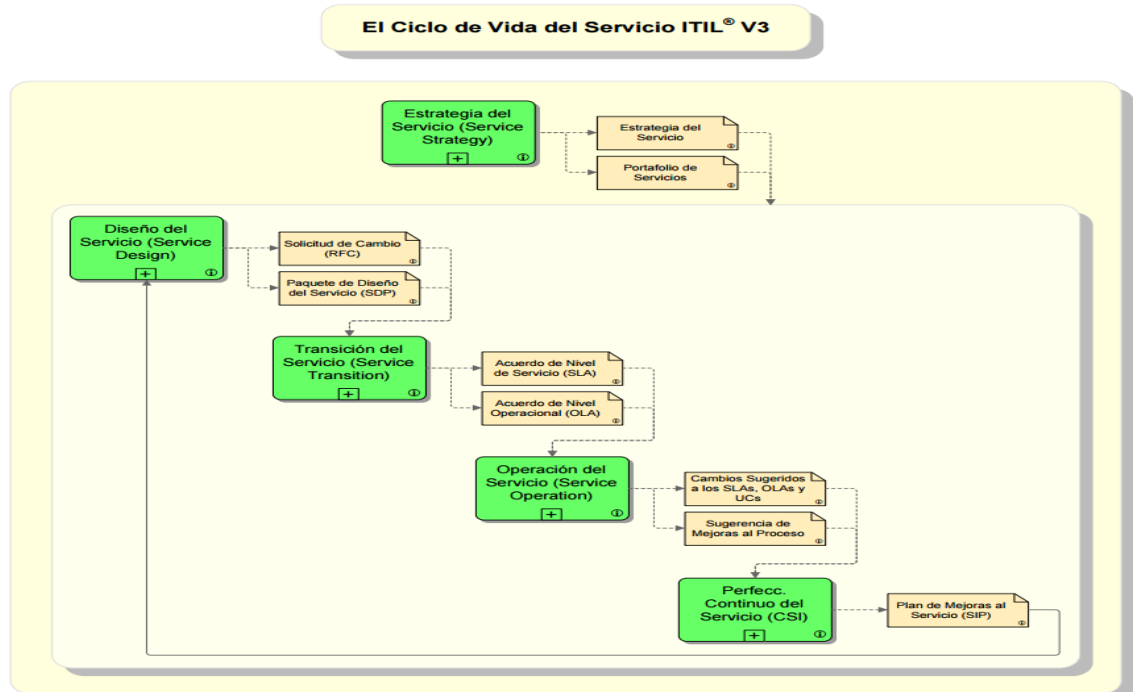 El Ciclo de Vida del Servicio ITIL® V3
Estrategia del
Servicio (Service
Strategy)
Estrategia del
Servicio
Portafolio de
Servicios
Diseño del
Servicio (Service
Design)
Solicitud de Cambio
(RFC)
Paquete de Diseño
del Servicio (SDP)
Transición del
Servicio (Service
Transition)
Acuerdo de Nivel
de Servicio (SLA)
Acuerdo de Nivel
Operacional (OLA)
Operación del
Servicio (Service
Operation)
Cambios Sugeridos
a los SLAs, OLAs y
UCs
Sugerencia de
Mejoras al Proceso
Perfecc.
Continuo del
Servicio (CSI)
Plan de Mejoras al
Servicio (SIP)